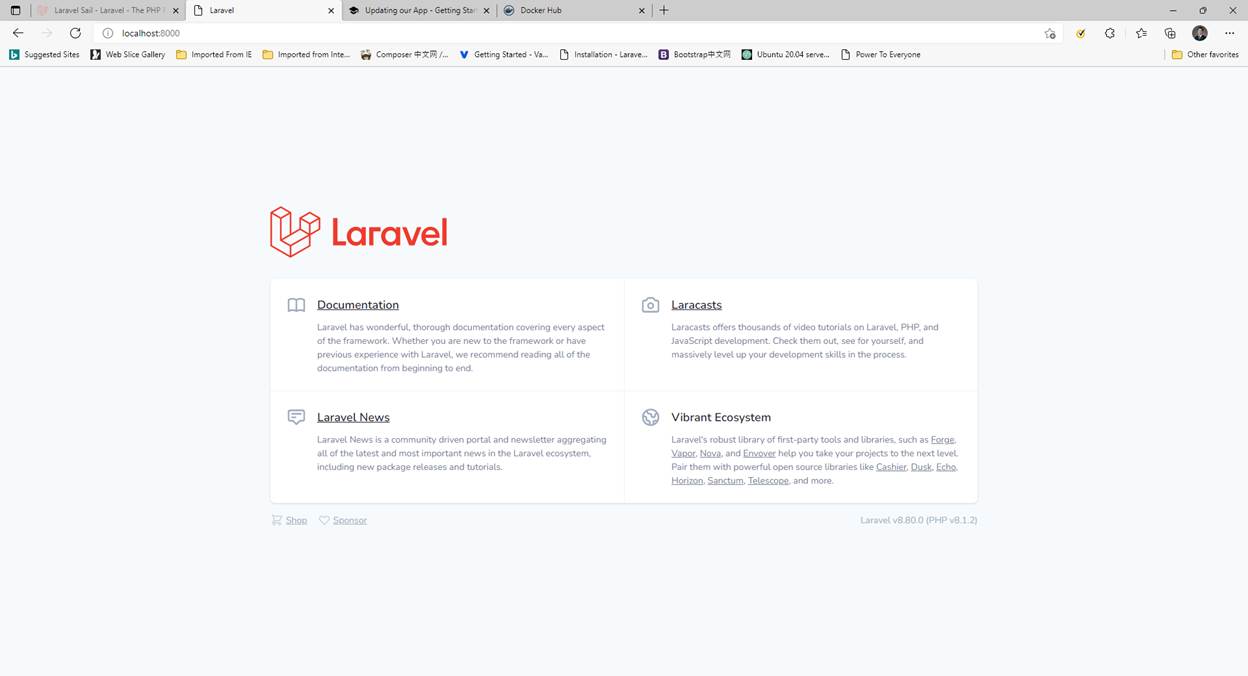 Laravel Sail - Laravel - The PHP
Laravel
Updating our App - Getting Star
Docker Hub
localhost:8000
Suggested Sites
Web Slice Gallery
Imported From IE
Imported from Inte...
Composer 中文网 /...
Getting Started - Va...
Installation - Larave...
Bootstrap中文网
Ubuntu 20.04 serve...
Power To Everyone
Other favorites
Laravel
Documentation
Laravel has wonderful, thorough documentation covering every aspect
of the framework. Whether you are new to the framework or have
previous experience with Laravel, we recommend reading all of the
documentation from beginning to end.
Laracasts
Laracasts offers thousands of video tutorials on Laravel, PHP, and
JavaScript development. Check them out, see for yourself, and
massively level up your development skills in the process.
Laravel News
Laravel News is a community driven portal and newsletter aggregating
all of the latest and most important news in the Laravel ecosystem,
including new package releases and tutorials.
Vibrant Ecosystem
Laravel's robust library of first-party tools and libraries, such as Forge,
Vapor, Nova, and Envoyer help you take your projects to the next level.
Pair them with powerful open source libraries like Cashier, Dusk, Echo,
Horizon, Sanctum, Telescope, and more.
Shop
Sponsor
Laravel v8.80.0 (PHP v8.1.2)